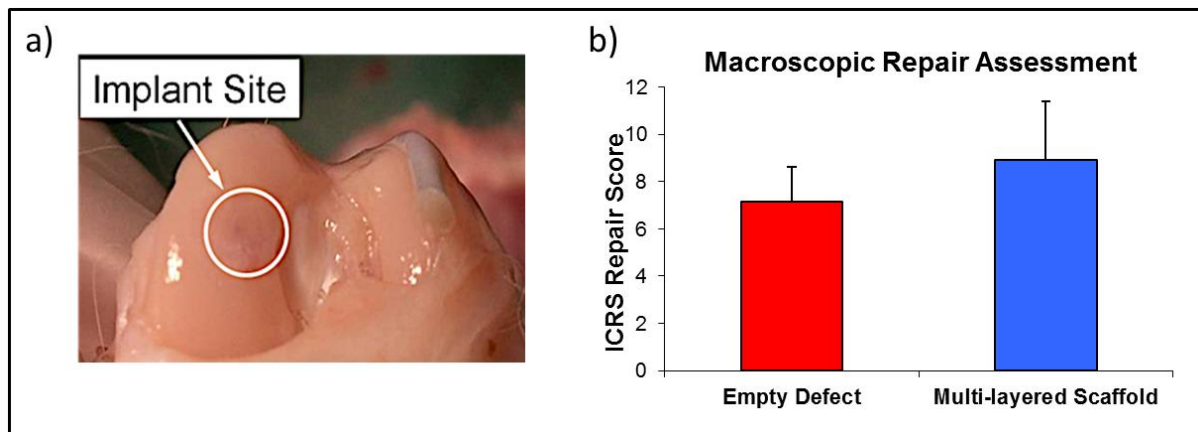 a)
Implant Site
b)
Macroscopic Repair Assessment
ICRS Repair Score
12
10
8
6
4
2
0
Empty Defect
Multi-layered Scaffold